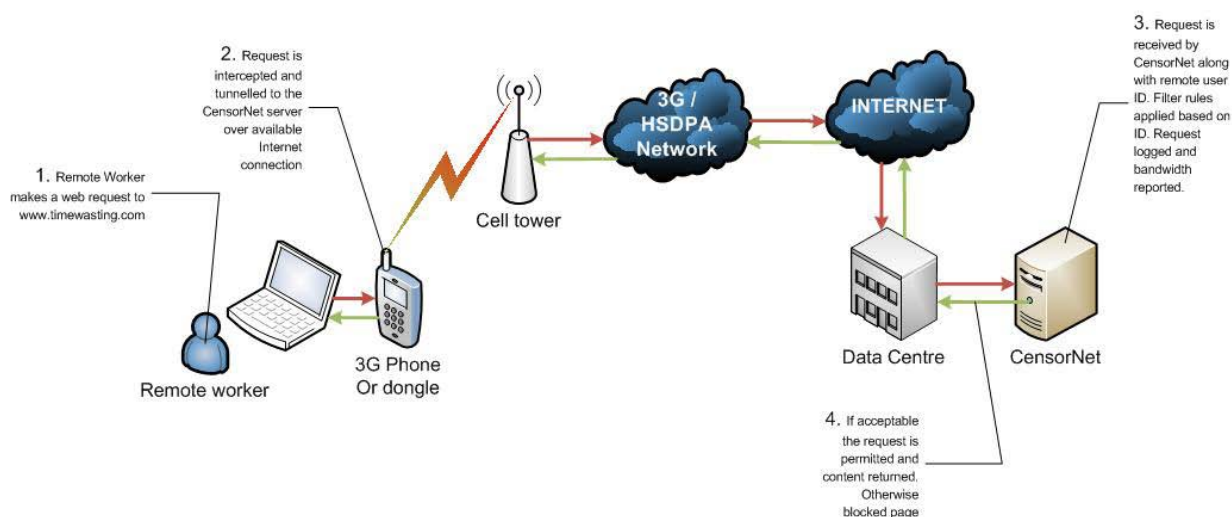 1. Remote Worker
makes a web request to
www.timewasting.com
2. Request is
intercepted and
tunnelled to the
CensorNet server
over available
Internet
connection
Remote worker
3G Phone
Or dongle
Cell tower
3G /
HSDPA
Network
INTERNET
3. Request is
received by
CensorNet along
with remote user
ID. Filter rules
applied based on
ID. Request
logged and
bandwidth
reported.
Data Centre
CensorNet
4. If acceptable
the request is
permitted and
content returned.
Otherwise
blocked page